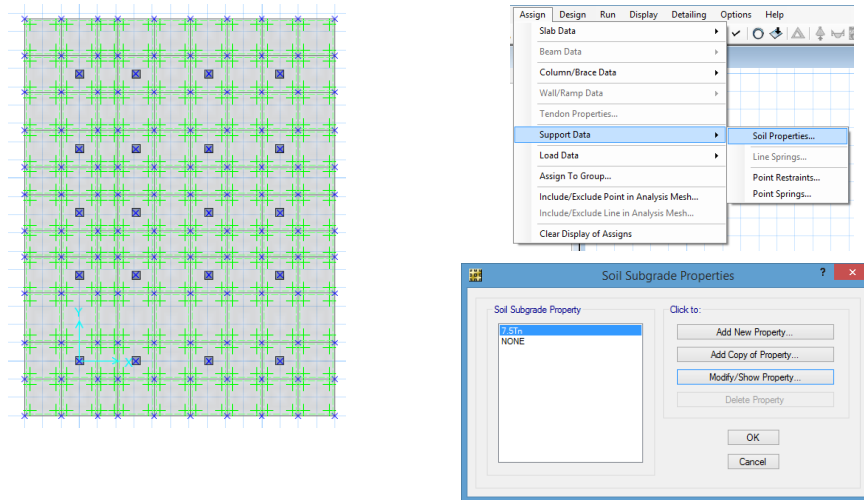 Assign Design Run Display Detailing Options Help
Slab Data
Beam Data
Column/Brace Data
Wall/Ramp Data
Tendon Properties...
Support Data
Load Data
Assign To Group...
Include/Exclude Point in Analysis Mesh...
Include/Exclude Line in Analysis Mesh...
Clear Display of Assigns
Soil Properties...
Line Springs...
Point Restraints...
Point Springs...
Y
X
Soil Subgrade Properties ?
Soil Subgrade Property
7.5Tn
NONE
Click to:
Add New Property...
Add Copy of Property...
Modify/Show Property...
Delete Property
OK
Cancel